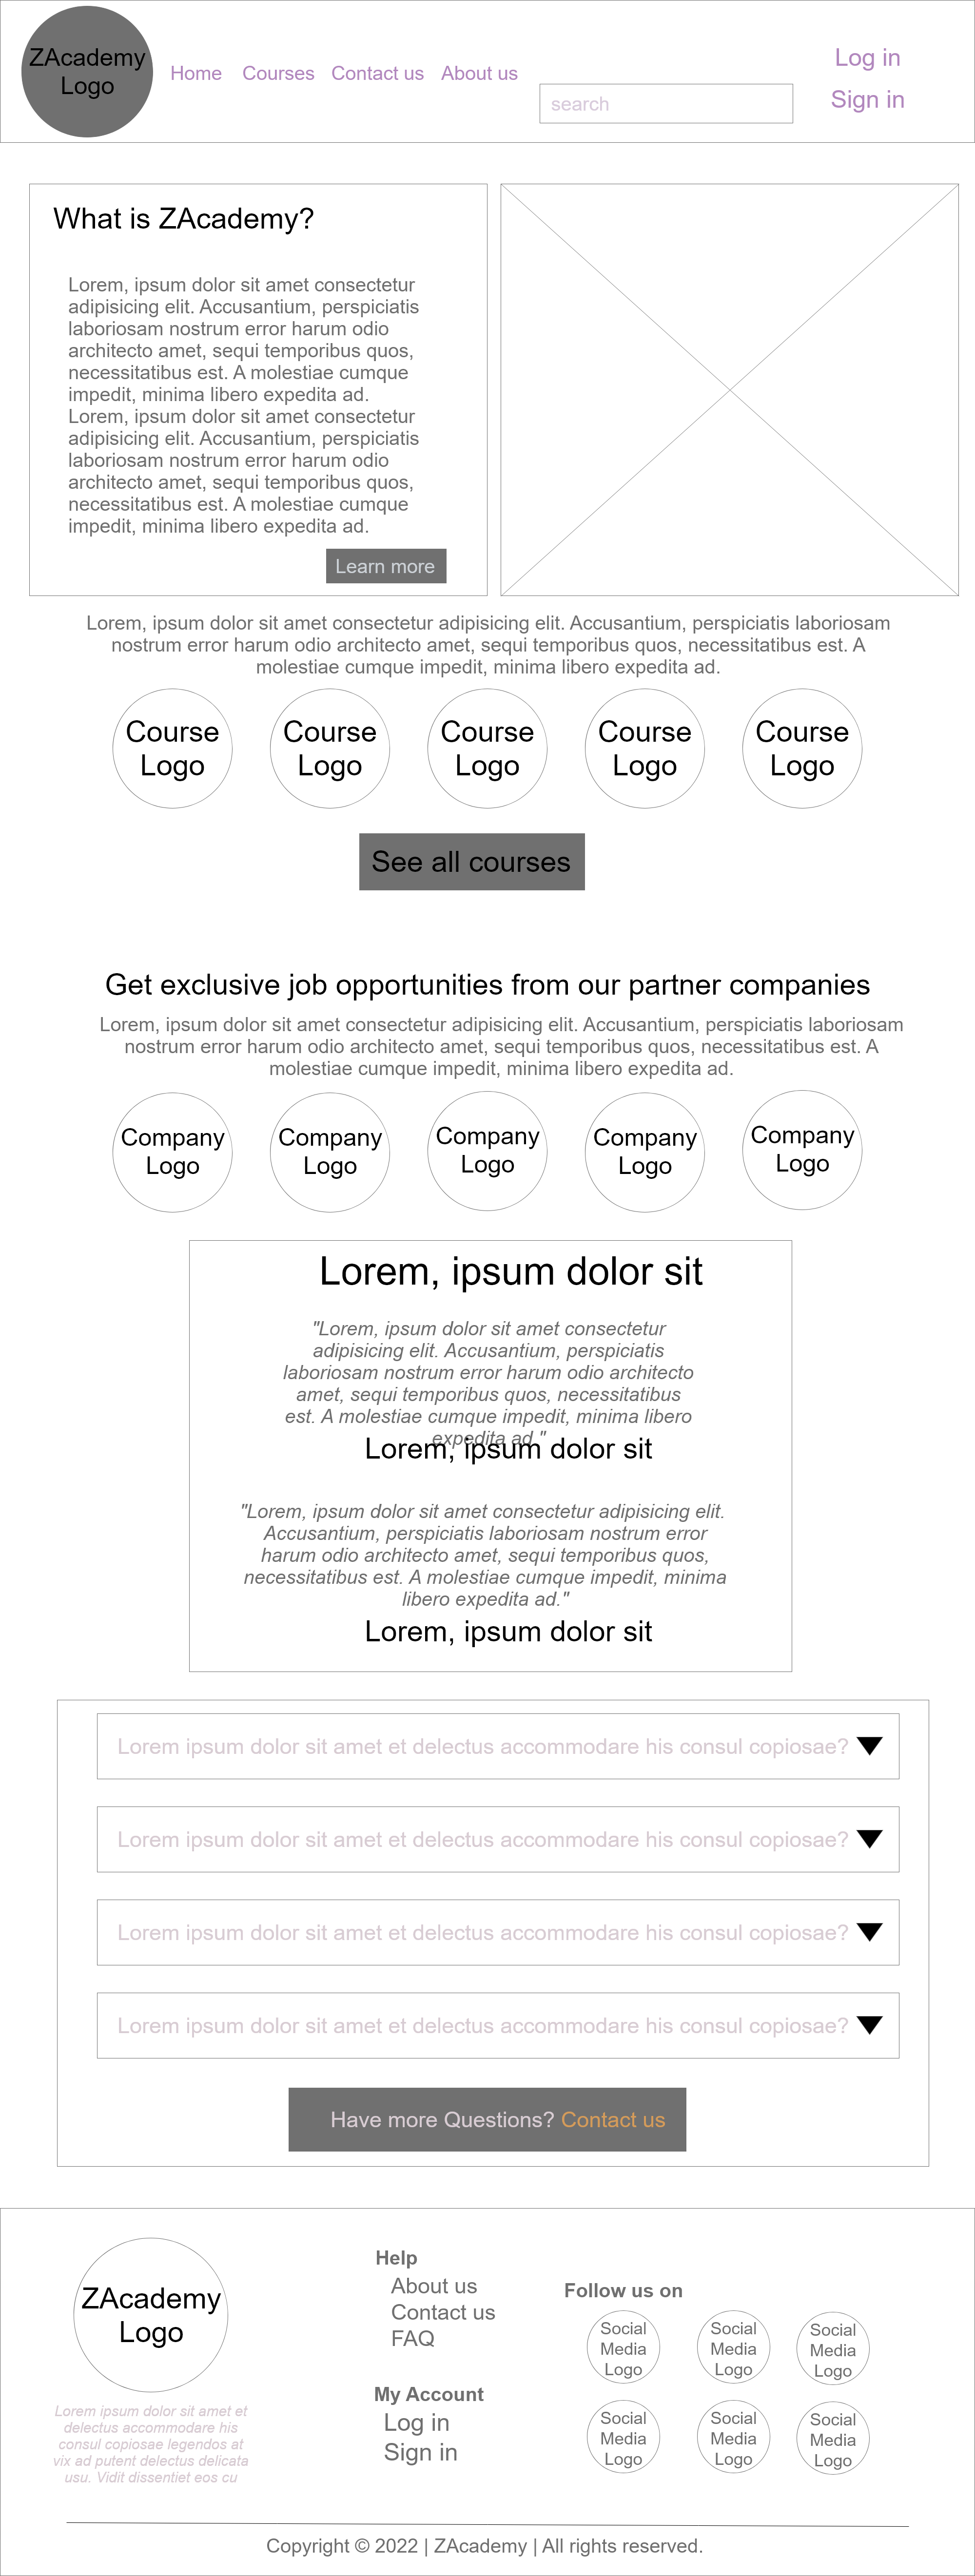 ZAcademy
Logo
Home Courses Contact us About us
search
Log in
Sign in
What is ZAcademy?
Lorem, ipsum dolor sit amet consectetur
adipisicing elit. Accusantium, perspiciatis
laboriosam nostrum error harum odio
architecto amet, sequi temporibus quos,
necessitatibus est. A molestiae cumque
impedit, minima libero expedita ad.
Lorem, ipsum dolor sit amet consectetur
adipisicing elit. Accusantium, perspiciatis
laboriosam nostrum error harum odio
architecto amet, sequi temporibus quos,
necessitatibus est. A molestiae cumque
impedit, minima libero expedita ad.
Learn more
Lorem, ipsum dolor sit amet consectetur adipisicing elit. Accusantium, perspiciatis laboriosam
nostrum error harum odio architecto amet, sequi temporibus quos, necessitatibus est. A
molestiae cumque impedit, minima libero expedita ad.
Course
Logo
Course
Logo
Course
Logo
Course
Logo
Course
Logo
See all courses
Get exclusive job opportunities from our partner companies
Lorem, ipsum dolor sit amet consectetur adipisicing elit. Accusantium, perspiciatis laboriosam
nostrum error harum odio architecto amet, sequi temporibus quos, necessitatibus est. A
molestiae cumque impedit, minima libero expedita ad.
Company
Logo
Company
Logo
Company
Logo
Company
Logo
Company
Logo
Lorem, ipsum dolor sit
"Lorem, ipsum dolor sit amet consectetur
adipisicing elit. Accusantium, perspiciatis
laboriosam nostrum error harum odio architecto
amet, sequi temporibus quos, necessitatibus
est. A molestiae cumque impedit, minima libero
expedita ad."
Lorem, ipsum dolor sit
"Lorem, ipsum dolor sit amet consectetur adipisicing elit.
Accusantium, perspiciatis laboriosam nostrum error
harum odio architecto amet, sequi temporibus quos,
necessitatibus est. A molestiae cumque impedit, minima
libero expedita ad."
Lorem, ipsum dolor sit
Lorem ipsum dolor sit amet et delectus accommodare his consul copiosae?
Lorem ipsum dolor sit amet et delectus accommodare his consul copiosae?
Lorem ipsum dolor sit amet et delectus accommodare his consul copiosae?
Lorem ipsum dolor sit amet et delectus accommodare his consul copiosae?
Have more Questions? Contact us
ZAcademy
Logo
Lorem ipsum dolor sit amet et
delectus accommodare his
consul copiosae legendos at
vix ad putent delectus delicata
usu. Vidit dissentiet eos cu
Help
About us
Contact us
FAQ
My Account
Log in
Sign in
Follow us on
Social
Media
Logo
Social
Media
Logo
Social
Media
Logo
Social
Media
Logo
Social
Media
Logo
Social
Media
Logo
Copyright © 2022 | ZAcademy | All rights reserved.